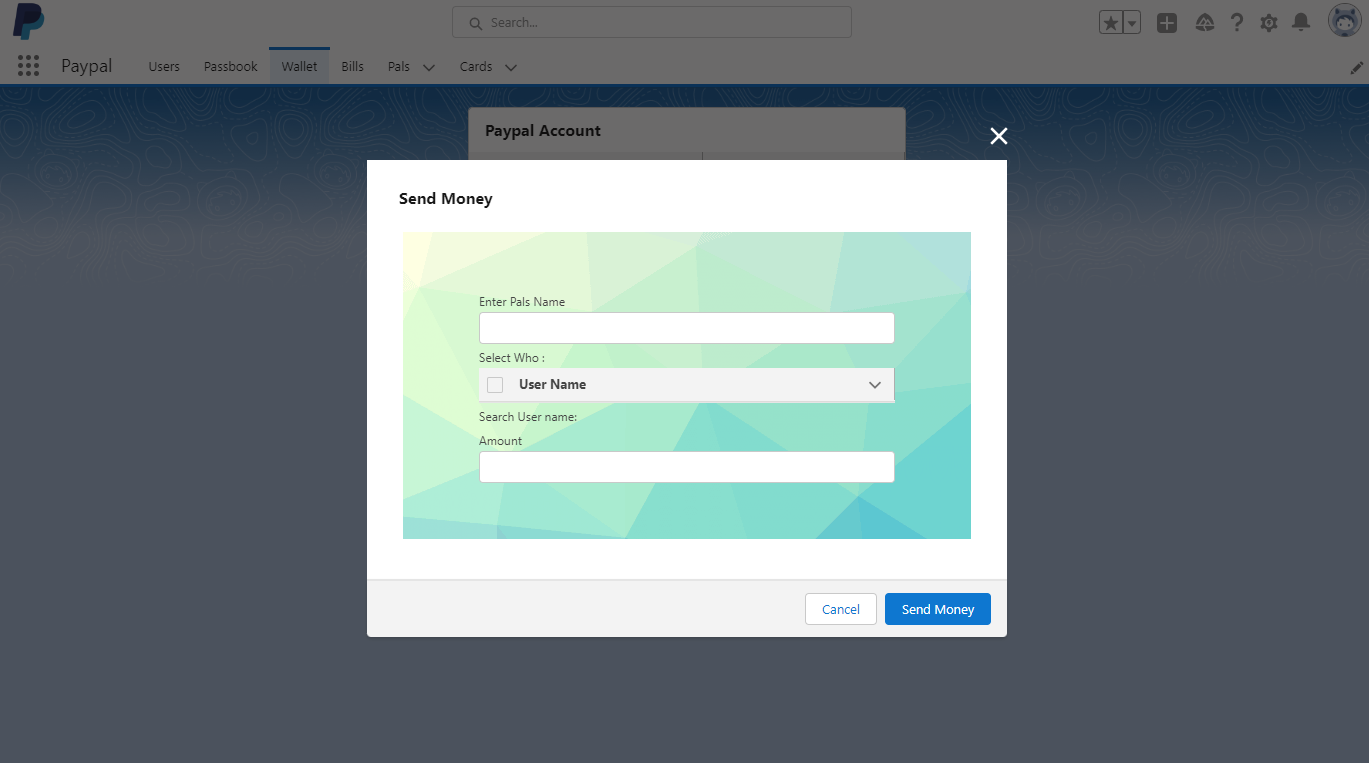 Search...
Paypal
Users
Passbook
Wallet
Bills
Pals
Cards
Paypal Account
Send Money
Enter Pals Name
Select Who :
User Name
Search User name:
Amount
Cancel
Send Money